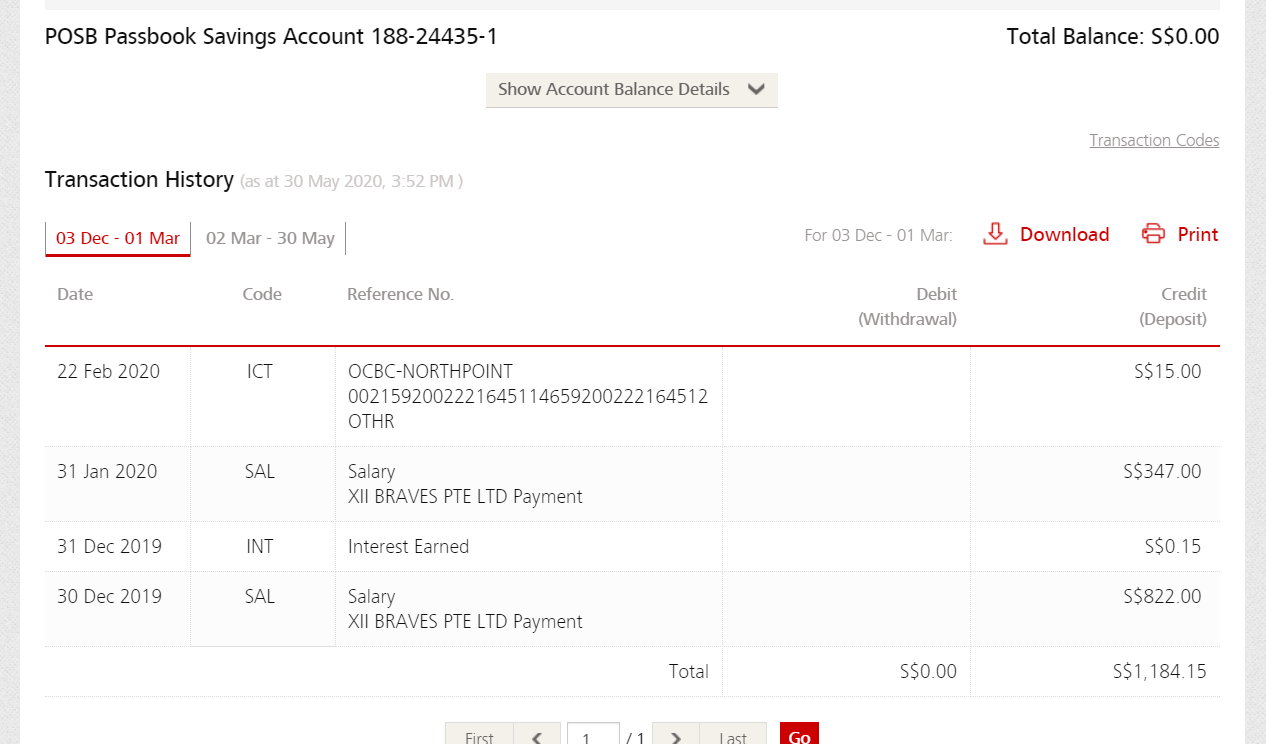 POSB Passbook Savings Account 188-24435-1 Total Balance: S$0.00
Show Account Balance Details
Transaction Codes
Transaction History (as at 30 May 2020, 3:52 PM )
03 Dec - 01 Mar 02 Mar - 30 May For 03 Dec - 01 Mar: Download Print
Date Code Reference No. Debit Credit
(Withdrawal) (Deposit)
22 Feb 2020 ICT OCBC-NORTHPOINT S$15.00
0021592002221645114659200222164512
OTHR
31 Jan 2020 SAL Salary S$347.00
XII BRAVES PTE LTD Payment
31 Dec 2019 INT Interest Earned S$0.15
30 Dec 2019 SAL Salary S$822.00
XII BRAVES PTE LTD Payment
Total S$0.00 S$1,184.15
First 1 / 1 Last Go